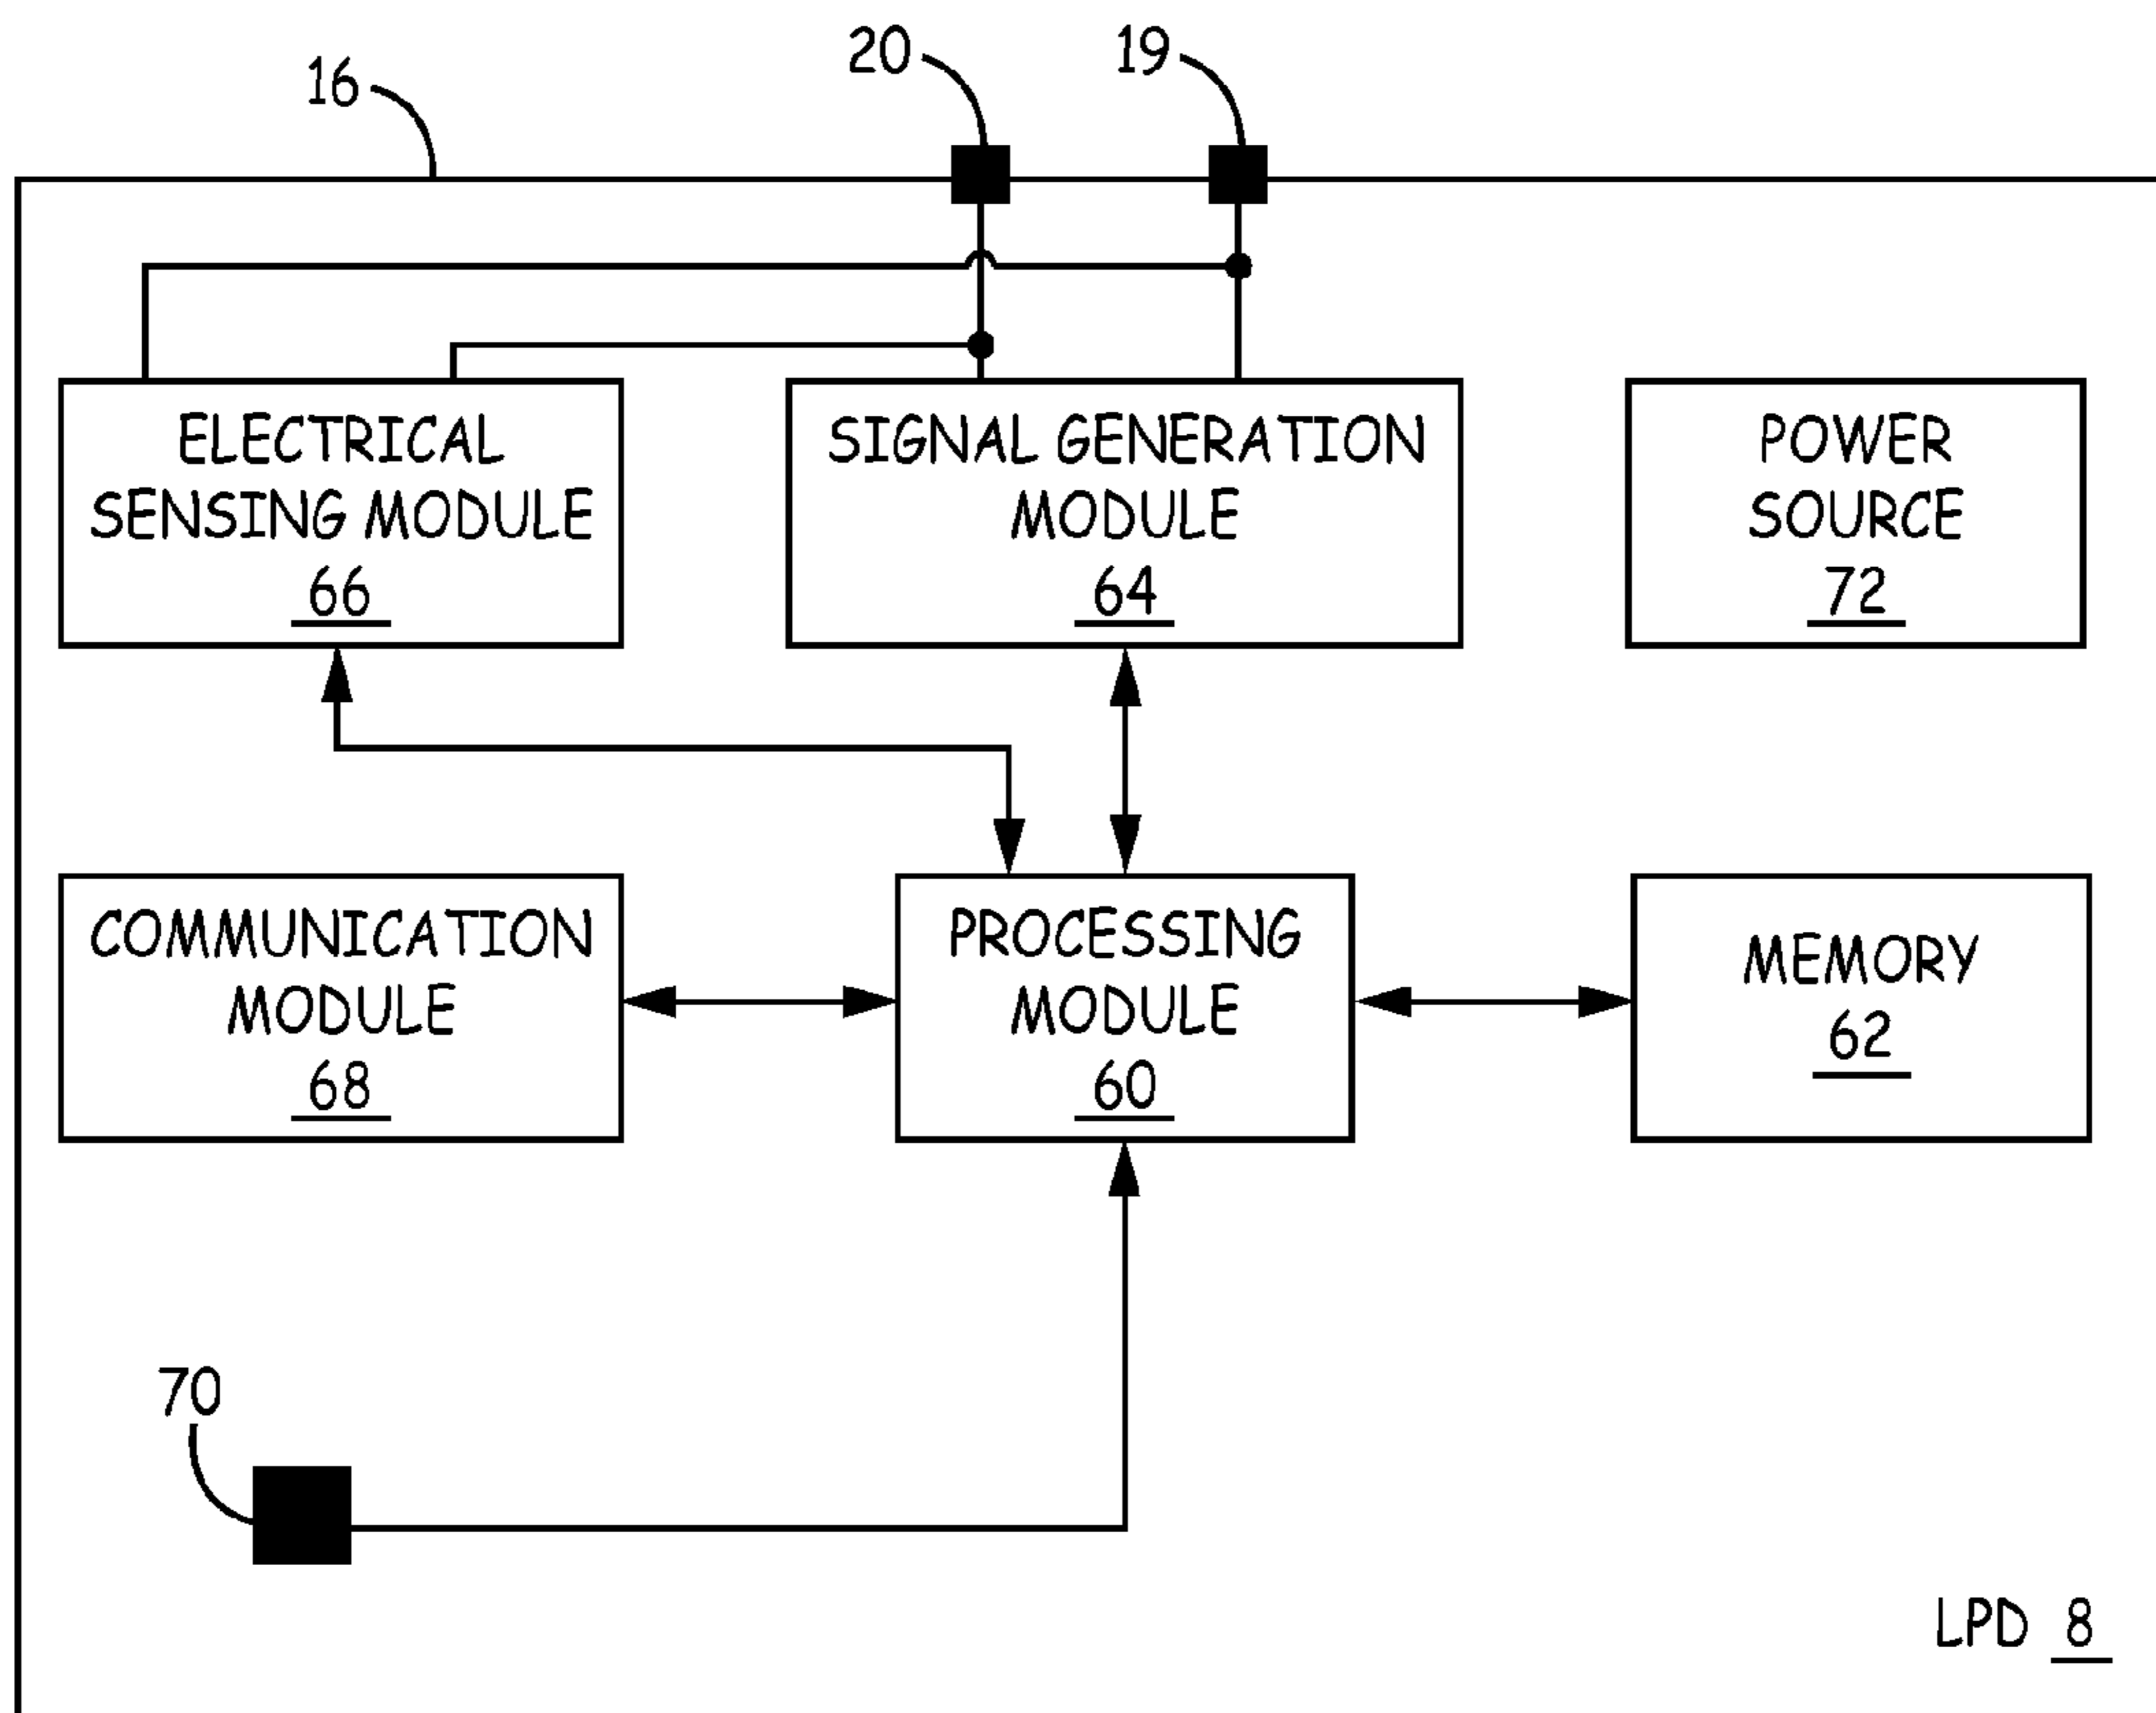 20
19
16
ELECTRICAL
SENSING MODULE
66
SIGNAL GENERATION
MODULE
64
POWER
SOURCE
72
COMMUNICATION
MODULE
68
PROCESSING
MODULE
60
MEMORY
62
70
LPD 8